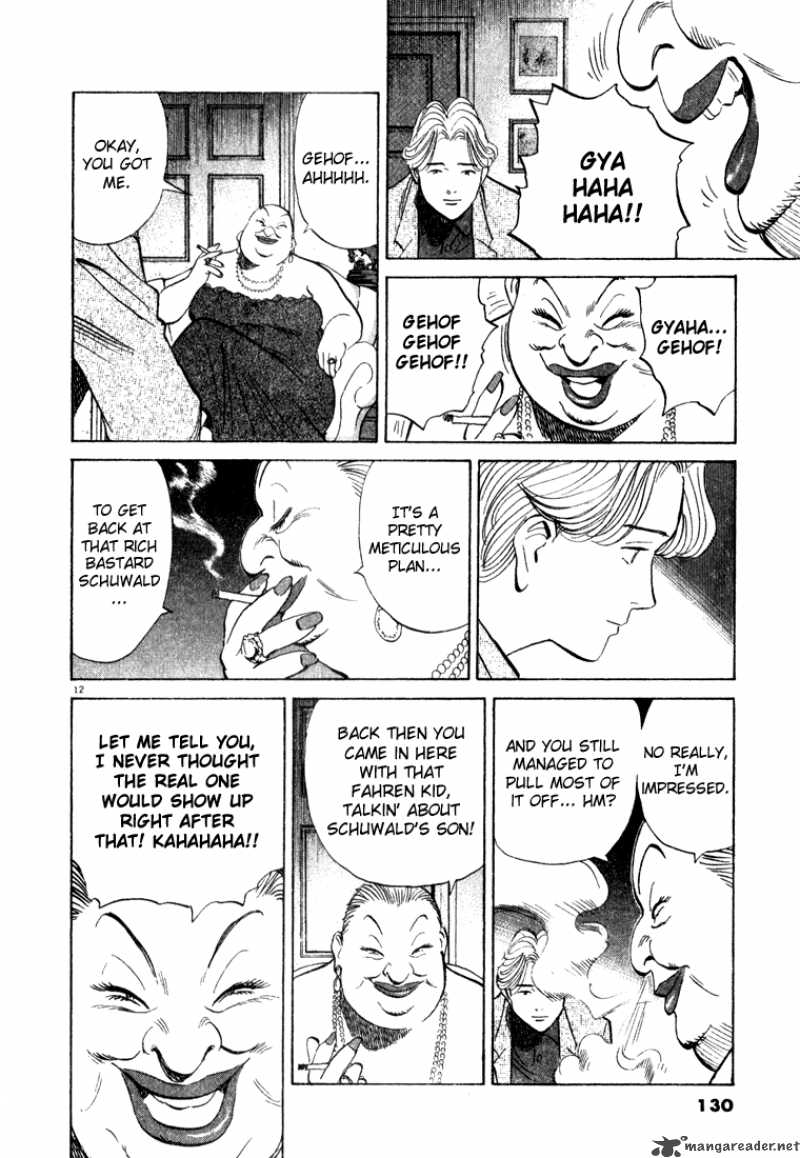 GYA
HAHA
HAHA!!
GEHOF...
AHHHHH.
OKAY,
YOU GOT
ME.
GYAHA...
GEHOF!
GEHOF
GEHOF
GEHOF!!
IT'S A
PRETTY
METICULOUS
PLAN...
TO GET
BACK AT
THAT RICH
BASTARD
SCHUWALD
...
12
NO REALLY,
I'M
IMPRESSED.
AND YOU STILL
MANAGED TO
PULL MOST OF
IT OFF... HM?
BACK THEN YOU
CAME IN HERE
WITH THAT
FAHREN KID,
TALKIN' ABOUT
SCHUWALD'S SON!
LET ME TELL YOU,
I NEVER THOUGHT
THE REAL ONE
WOULD SHOW UP
RIGHT AFTER
THAT! KAHAHAHA!!
130
mangareader.net